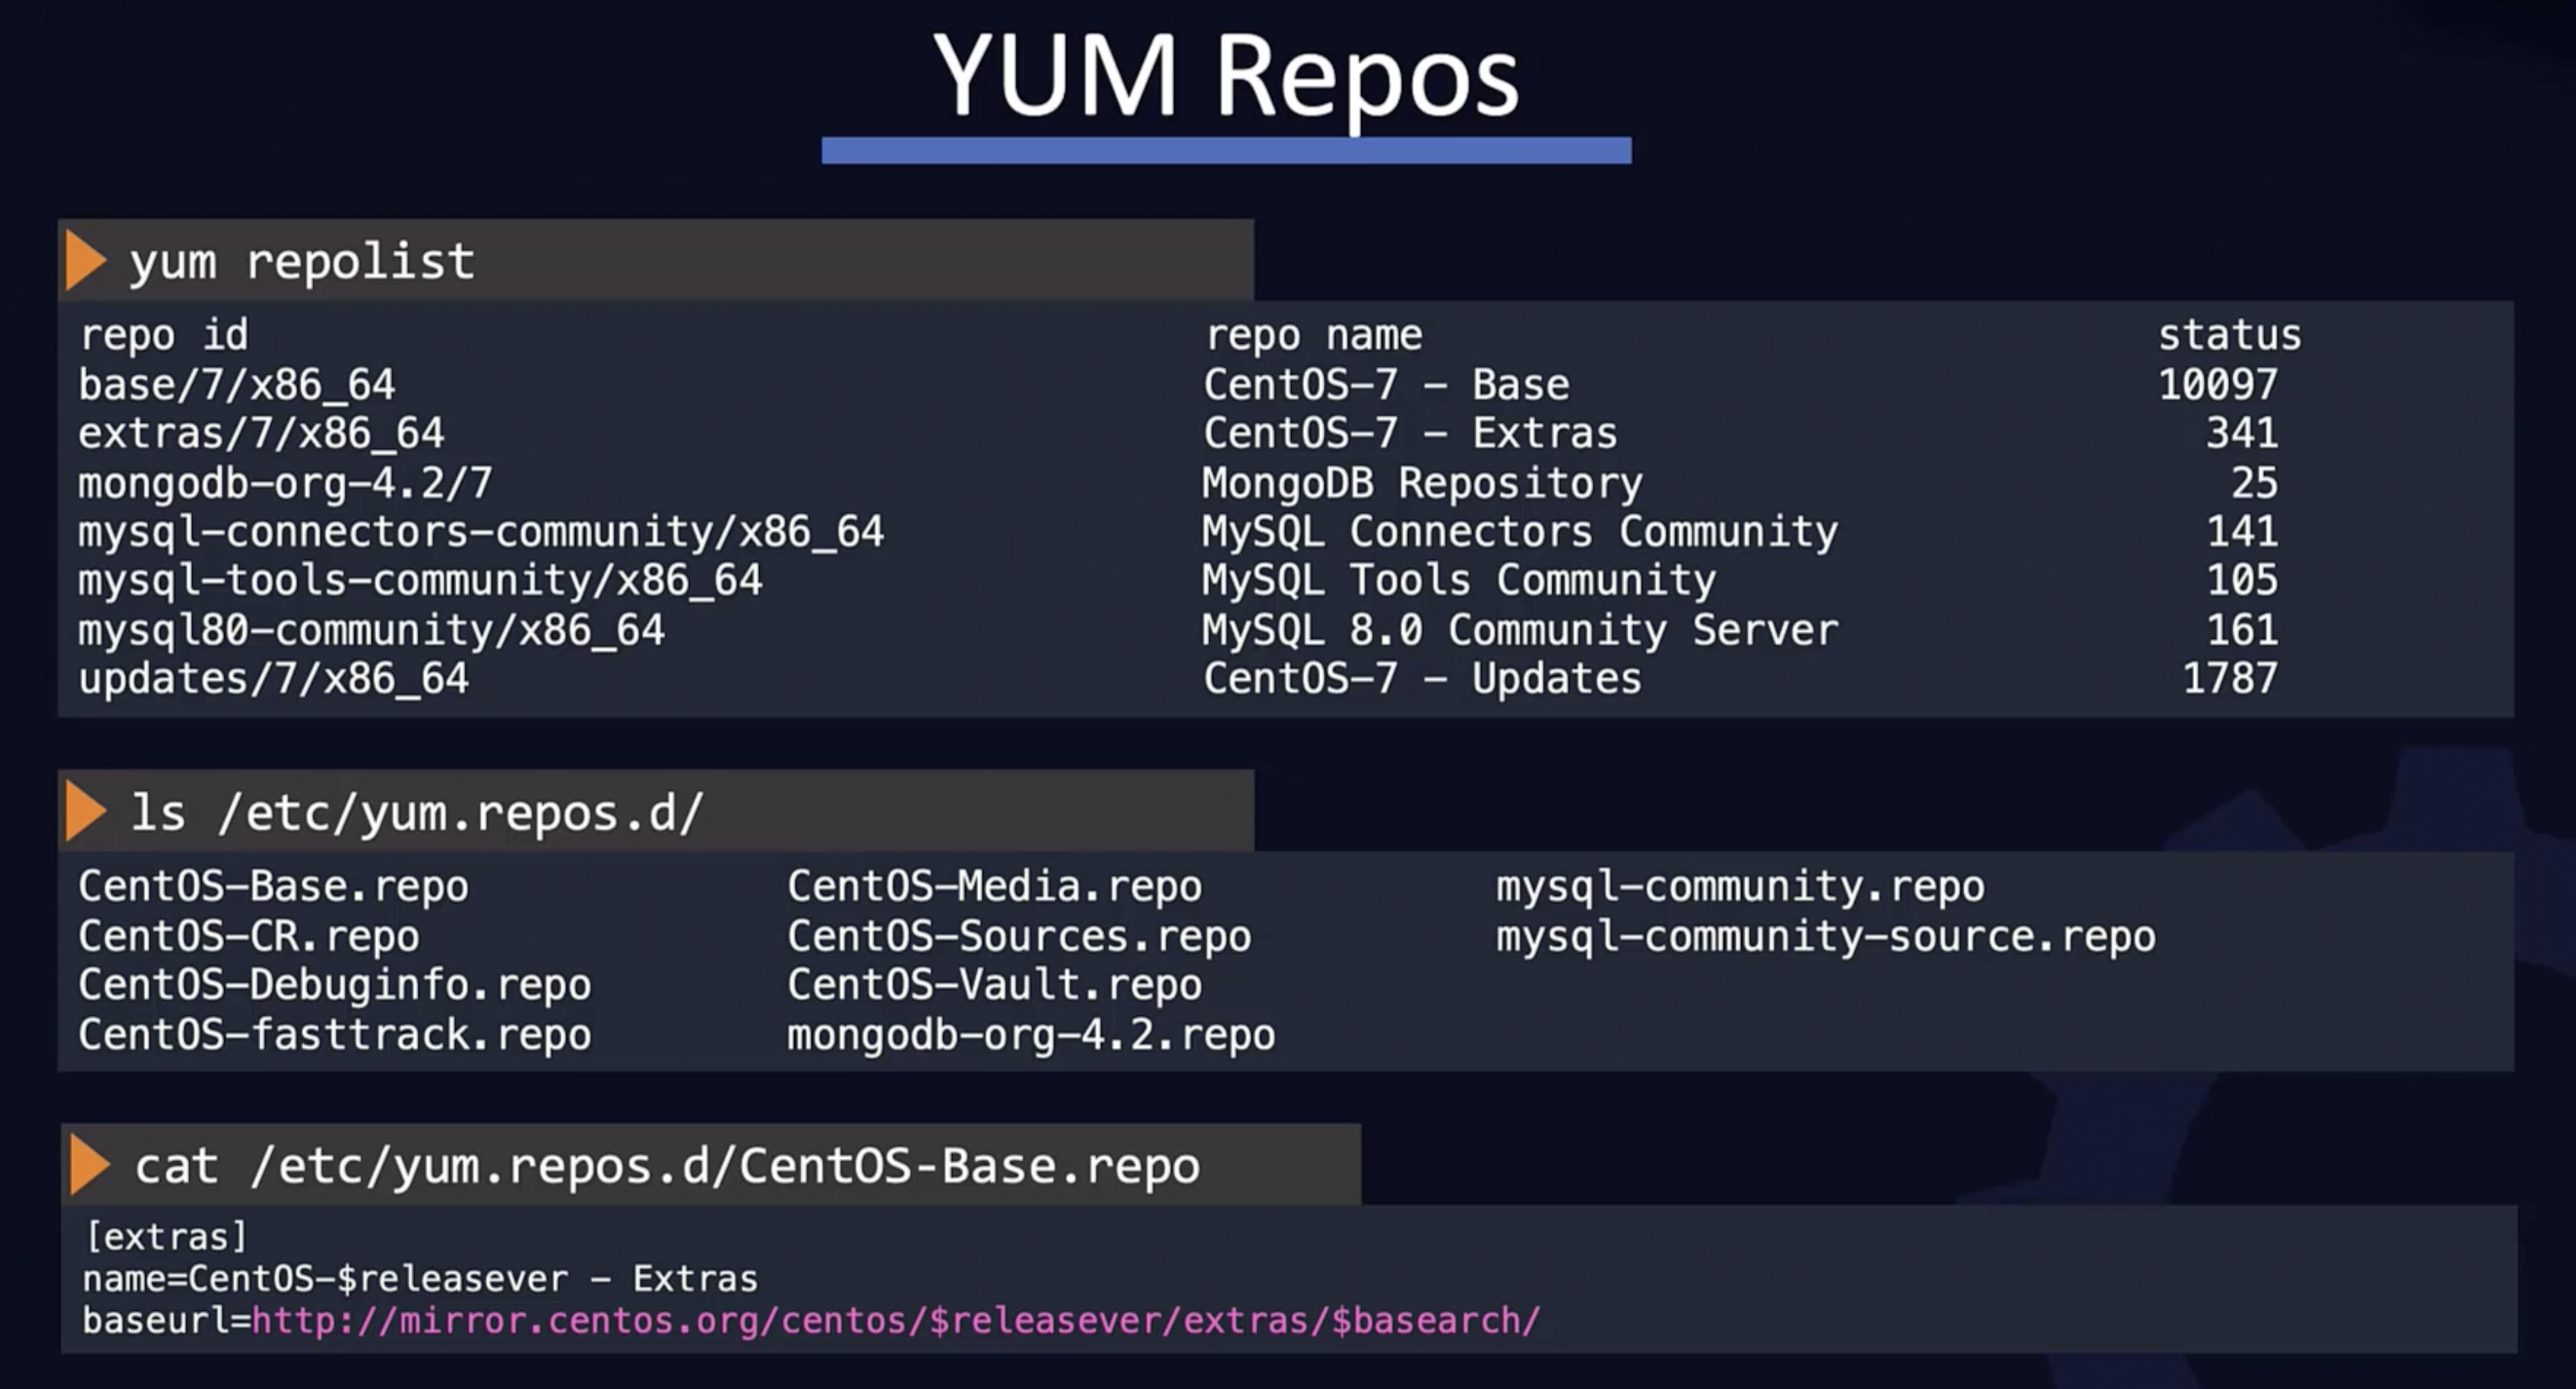 YUM Repos
yum repolist
repo id repo name status
base/7/x86_64 CentOS-7 - Base 10097
extras/7/x86_64 CentOS-7 - Extras 341
mongodb-org-4.2/7 MongoDB Repository 25
mysql-connectors-community/x86_64 MySQL Connectors Community 141
mysql-tools-community/x86_64 MySQL Tools Community 105
mysql80-community/x86_64 MySQL 8.0 Community Server 161
updates/7/x86_64 CentOS-7 - Updates 1787
ls /etc/yum.repos.d/
CentOS-Base.repo CentOS-Media.repo mysql-community.repo
CentOS-CR.repo CentOS-Sources.repo mysql-community-source.repo
CentOS-Debuginfo.repo CentOS-Vault.repo
CentOS-fasttrack.repo mongodb-org-4.2.repo
cat /etc/yum.repos.d/CentOS-Base.repo
[extras]
name=CentOS-$releasever - Extras
baseurl=http://mirror.centos.org/centos/$releasever/extras/$basearch/